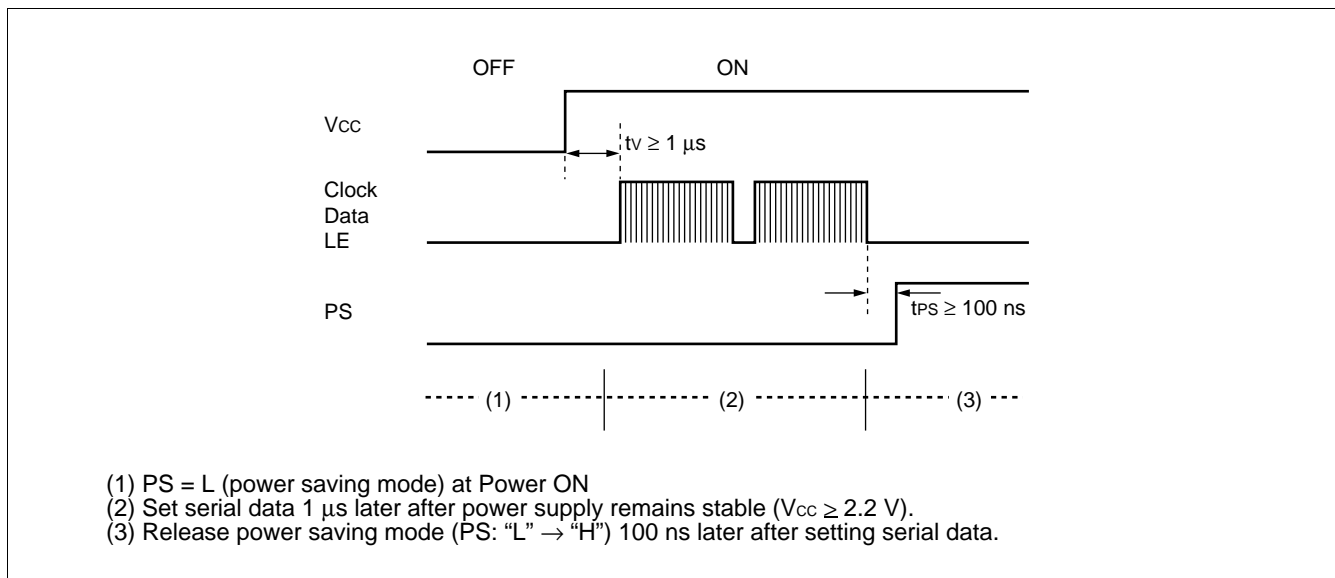 OFF ON
VCC
tV ≥ 1 μs
Clock
Data
LE
PS
tPS ≥ 100 ns
(1) (2) (3)
(1) PS = L (power saving mode) at Power ON
(2) Set serial data 1 μs later after power supply remains stable (VCC ≥ 2.2 V).
(3) Release power saving mode (PS: “L” → “H”) 100 ns later after setting serial data.